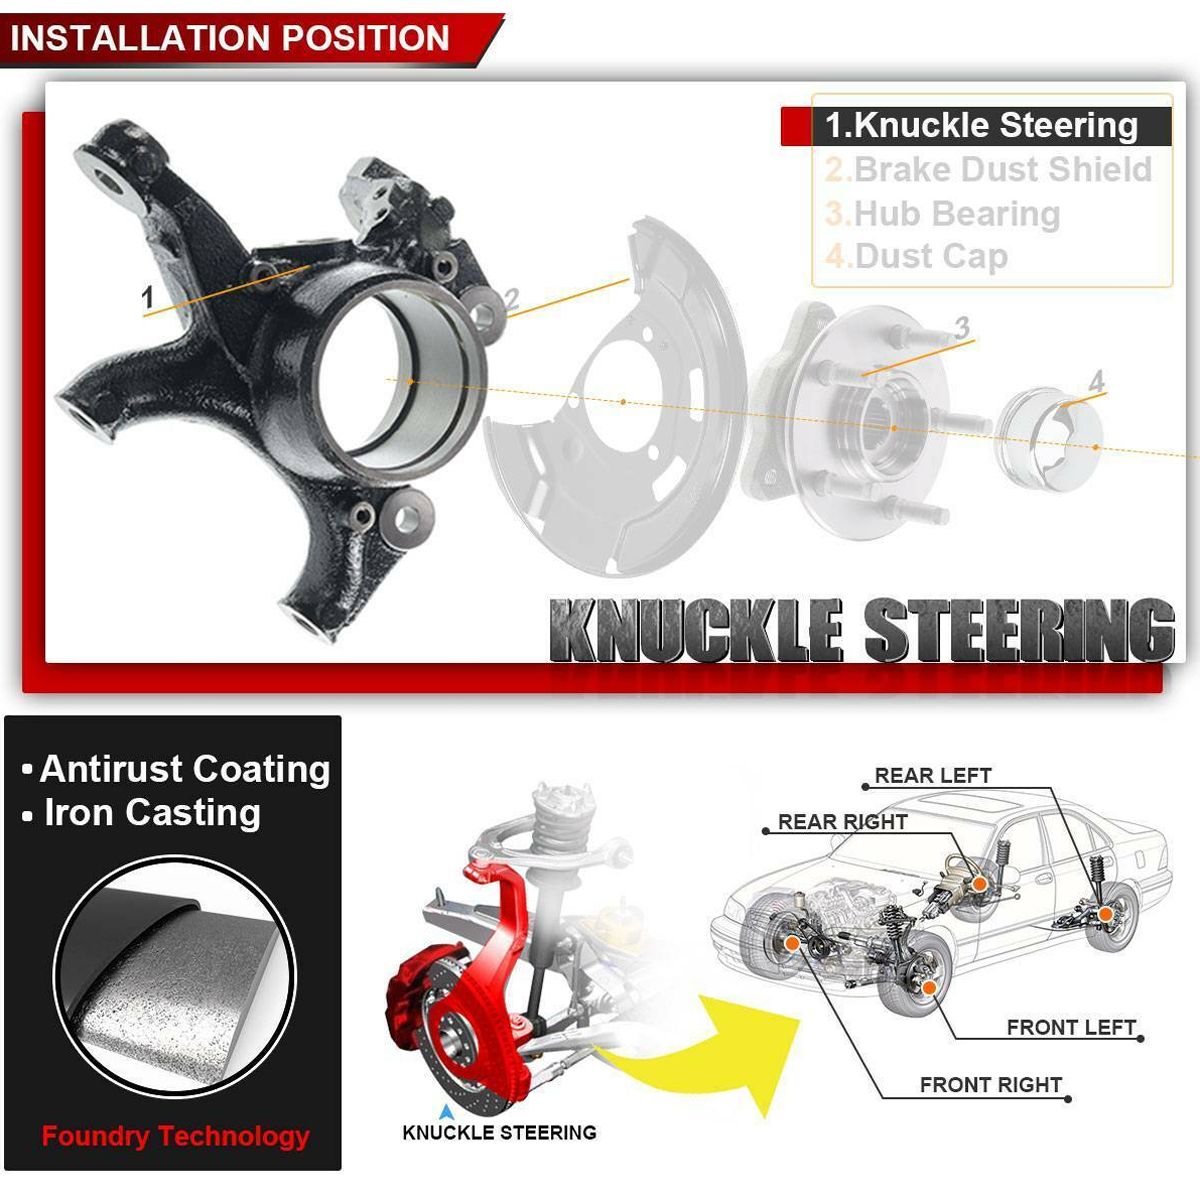 INSTALLATION POSITION
1.Knuckle Steering
2.Brake Dust Shield
3.Hub Bearing
4.Dust Cap
1
2
3
4
KNUCKLE STEERING
• Antirust Coating
• Iron Casting
Foundry Technology
KNUCKLE STEERING
REAR LEFT
REAR RIGHT
FRONT LEFT
FRONT RIGHT